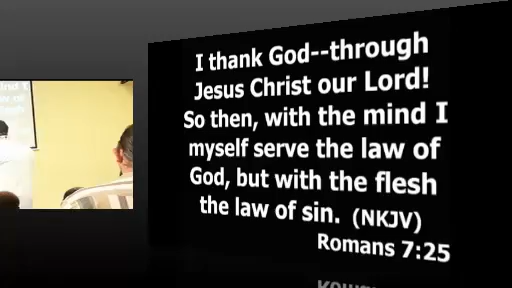 I thank God--through
Jesus Christ our Lord!
So then, with the mind I
myself serve the law of
God, but with the flesh
the law of sin. (NKJV)
Romans 7:25